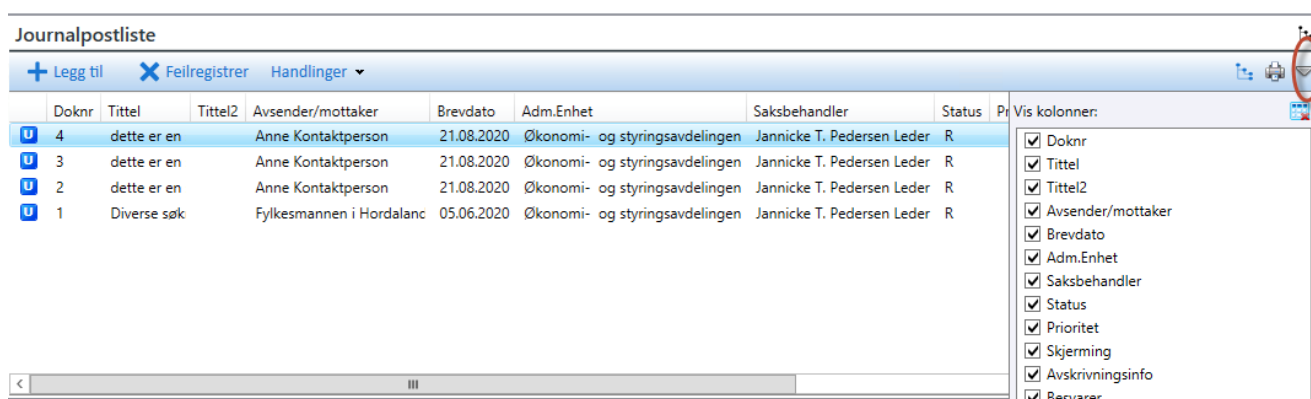 Journalpostliste
Legg til Feilregistrer Handlinger
Doknr Tittel Tittel2 Avsender/mottaker Brevdato Adm.Enhet Saksbehandler Status Pr Vis kolonner:
U 4 dette er en Anne Kontaktperson 21.08.2020 Økonomi- og styringsavdelingen Jannicke T. Pedersen Leder R
U 3 dette er en Anne Kontaktperson 21.08.2020 Økonomi- og styringsavdelingen Jannicke T. Pedersen Leder R
U 2 dette er en Anne Kontaktperson 21.08.2020 Økonomi- og styringsavdelingen Jannicke T. Pedersen Leder R
U 1 Diverse søk Fylkesmannen i Hordaland 05.06.2020 Økonomi- og styringsavdelingen Jannicke T. Pedersen Leder R
Doknr
Tittel
Tittel2
Avsender/mottaker
Brevdato
Adm.Enhet
Saksbehandler
Status
Prioritet
Skjerming
Avskrivningsinfo
Besvarer